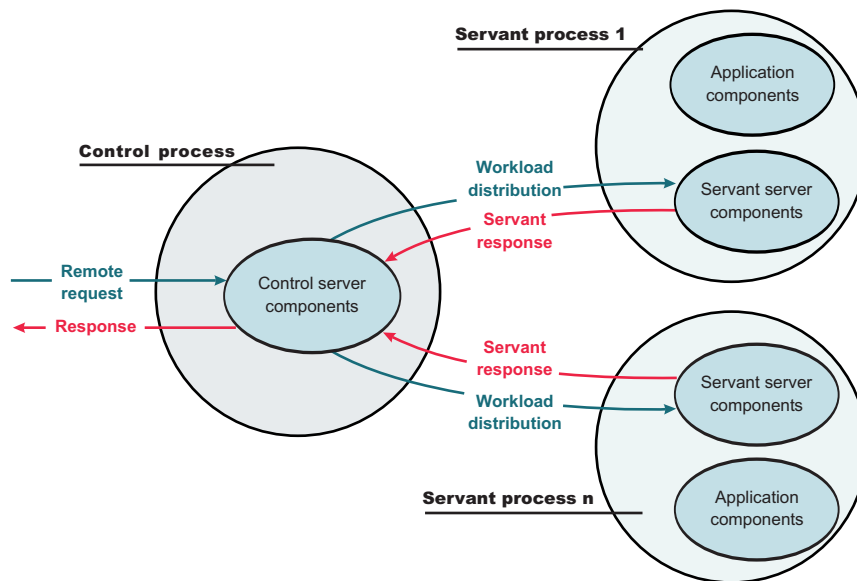 Servant process 1
Application
components
Control process
Workload
distribution
Servant server
components
Servant
response
Remote
request
Control server
components
Response
Servant
response
Servant server
components
Workload
distribution
Servant process n
Application
components